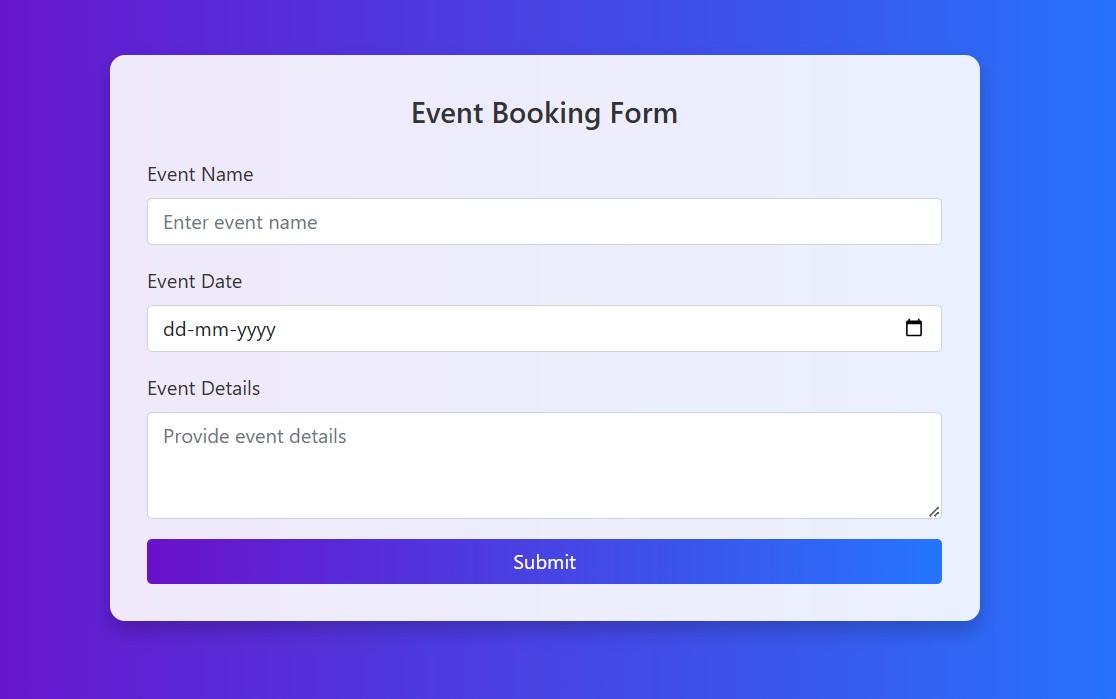 Event Booking Form
Event Name
Enter event name
Event Date
dd-mm-yyyy
Event Details
Provide event details
Submit